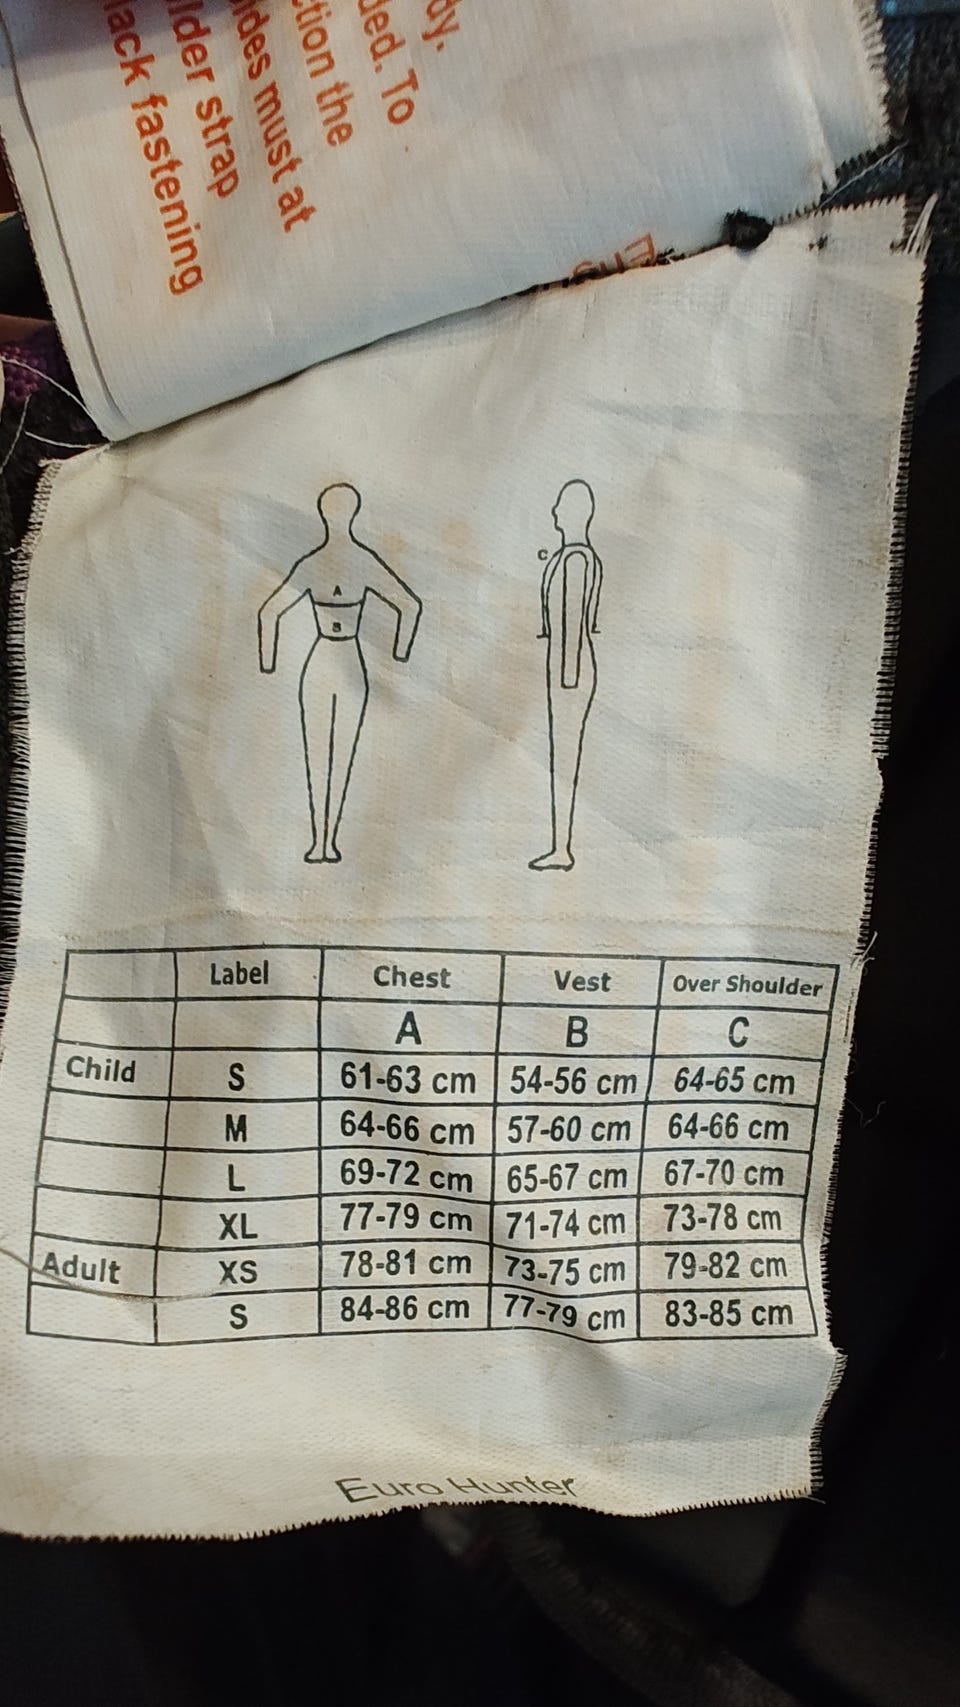 dy.
ded. To
ction the
des must at
lder strap
lack fastening
A
B
C
Label Chest Vest Over Shoulder
A B C
Child S 61-63 cm 54-56 cm 64-65 cm
M 64-66 cm 57-60 cm 64-66 cm
L 69-72 cm 65-67 cm 67-70 cm
XL 77-79 cm 71-74 cm 73-78 cm
Adult XS 78-81 cm 73-75 cm 79-82 cm
S 84-86 cm 77-79 cm 83-85 cm
Euro Hunter